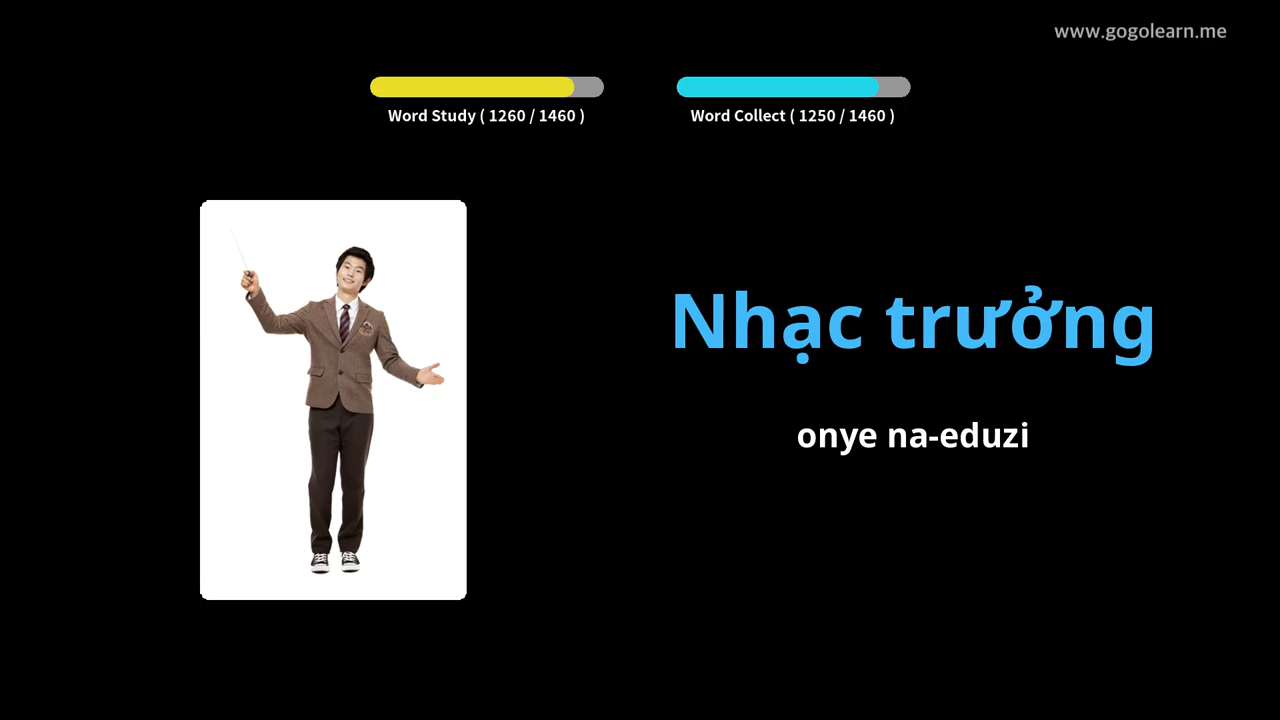 www.gogolearn.me
Word Study ( 1260 / 1460 )
Word Collect ( 1250 / 1460 )
Nhạc trưởng
onye na-eduzi